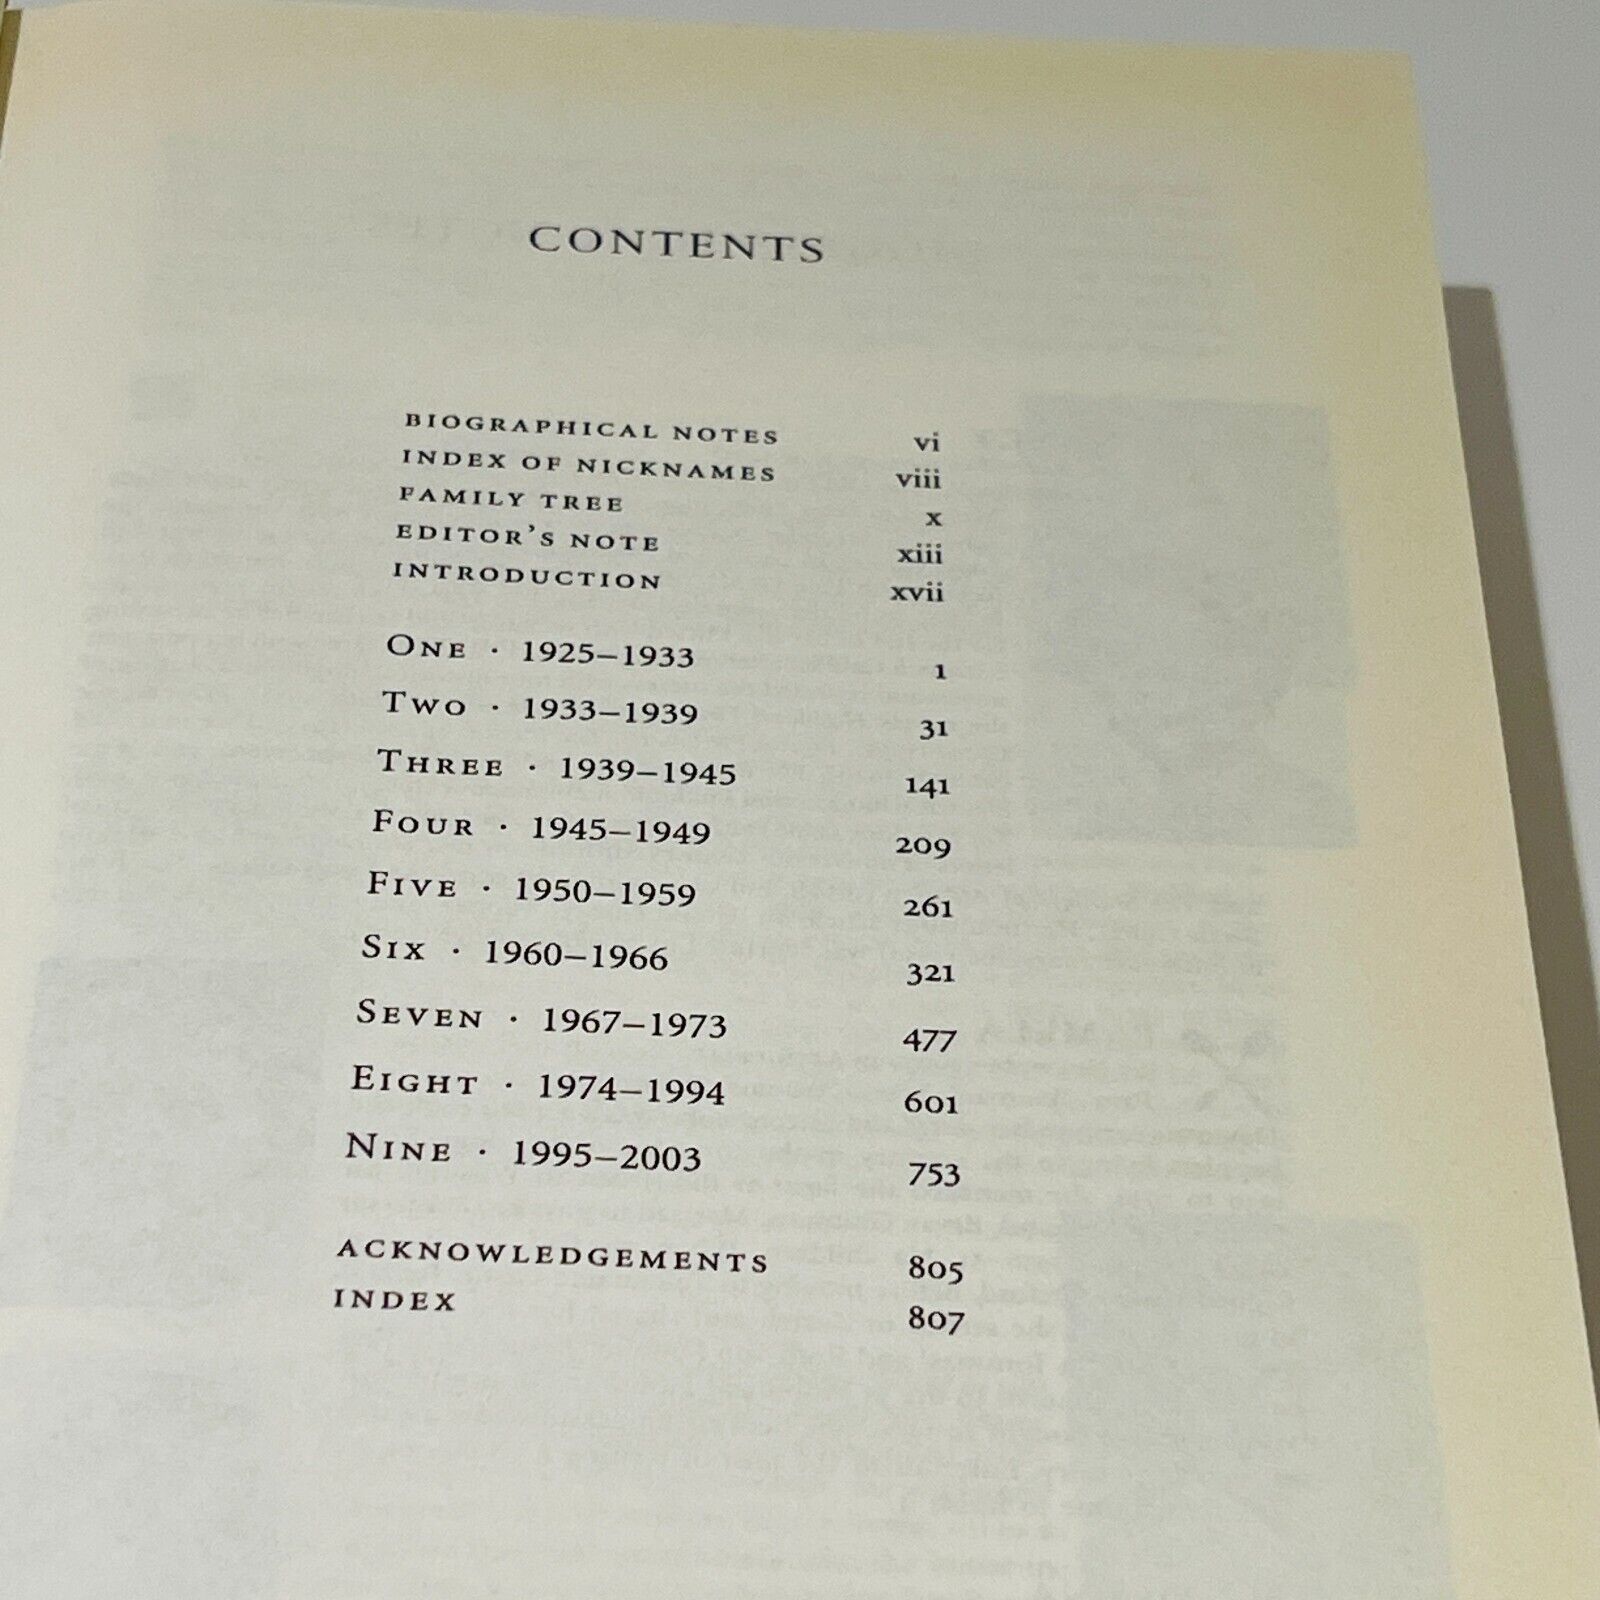 CONTENTS
BIOGRAPHICAL NOTES vi
INDEX OF NICKNAMES viii
FAMILY TREE x
EDITOR'S NOTE xiii
INTRODUCTION xvii
ONE · 1925–1933 1
TWO · 1933–1939 31
THREE · 1939–1945 141
FOUR · 1945–1949 209
FIVE · 1950–1959 261
SIX · 1960–1966 321
SEVEN · 1967–1973 477
EIGHT · 1974–1994 601
NINE · 1995–2003 753
ACKNOWLEDGEMENTS 805
INDEX 807